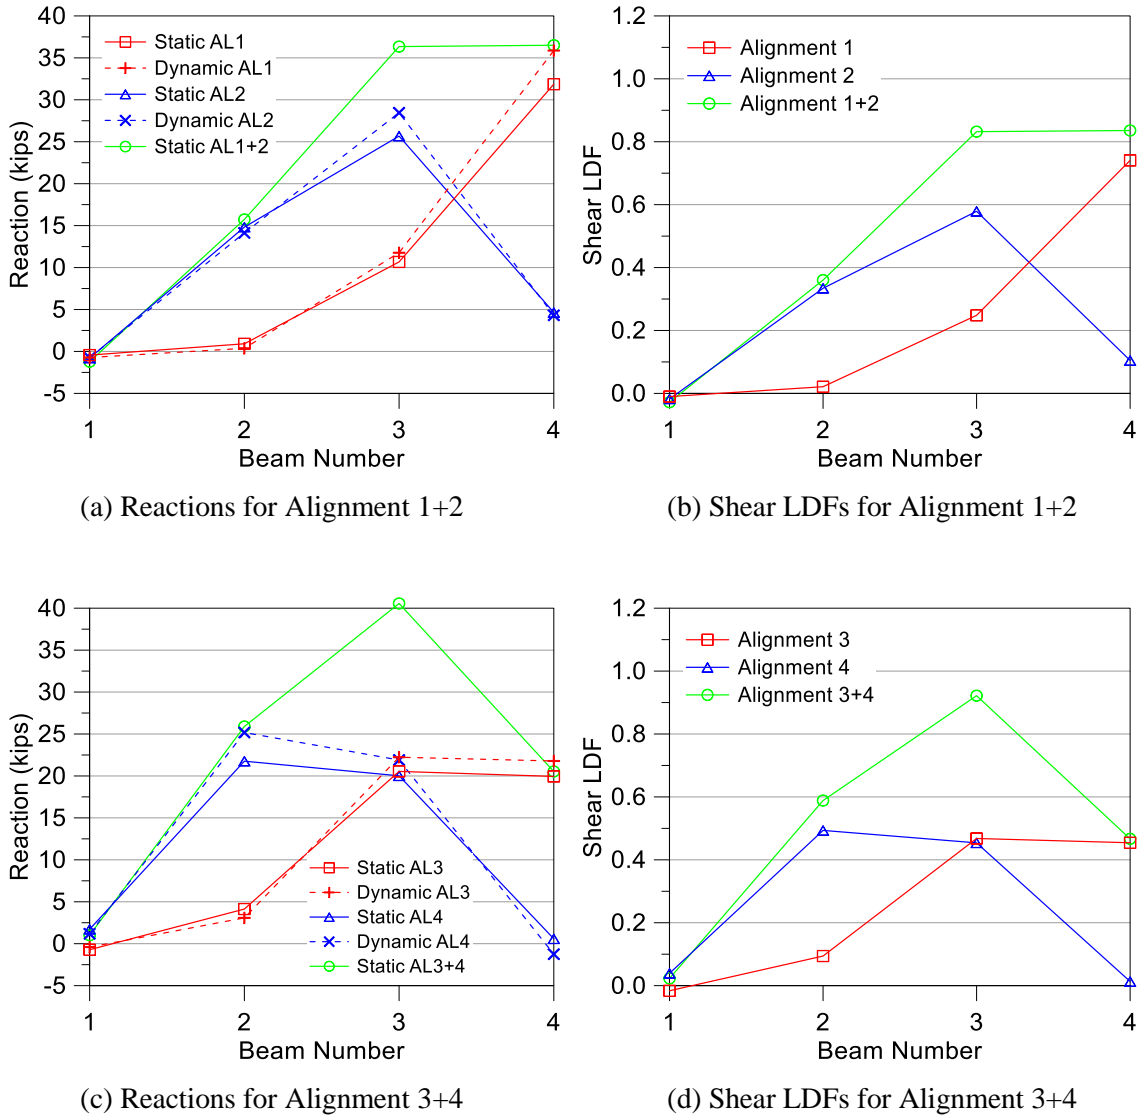 40
35
30
25
20
15
10
5
0
-5
Reaction (kips)
Static AL1
Dynamic AL1
Static AL2
Dynamic AL2
Static AL1+2
1 2 3 4
Beam Number
(a) Reactions for Alignment 1+2
1.2
1.0
0.8
0.6
0.4
0.2
0.0
Shear LDF
Alignment 1
Alignment 2
Alignment 1+2
1 2 3 4
Beam Number
(b) Shear LDFs for Alignment 1+2
40
35
30
25
20
15
10
5
0
-5
Reaction (kips)
Static AL3
Dynamic AL3
Static AL4
Dynamic AL4
Static AL3+4
1 2 3 4
Beam Number
(c) Reactions for Alignment 3+4
1.2
1.0
0.8
0.6
0.4
0.2
0.0
Shear LDF
Alignment 3
Alignment 4
Alignment 3+4
1 2 3 4
Beam Number
(d) Shear LDFs for Alignment 3+4